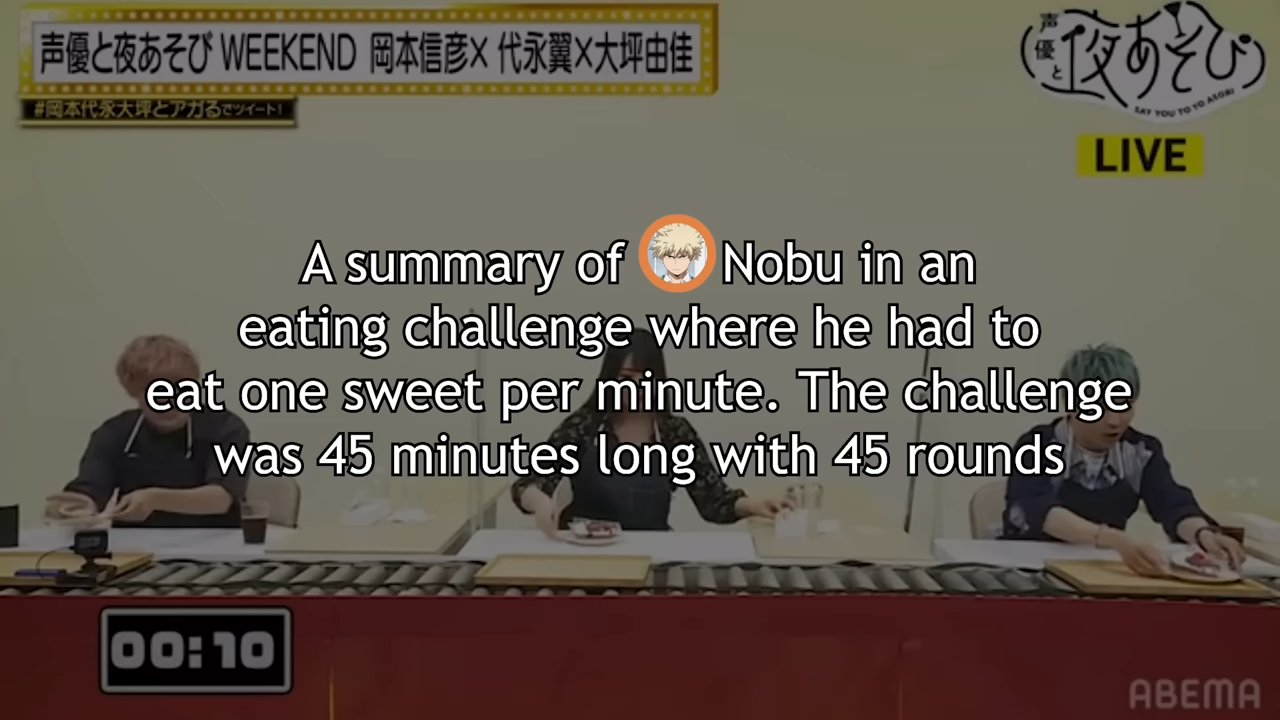 声優と夜あそび WEEKEND 岡本信彦× 代永翼×大坪由佳
#岡本代永大坪とアガるでツイート!
声優と夜あそび
SAY YOU TO YO ASOBI
LIVE
A summary of Nobu in an
eating challenge where he had to
eat one sweet per minute. The challenge
was 45 minutes long with 45 rounds
00:10
ABEMA